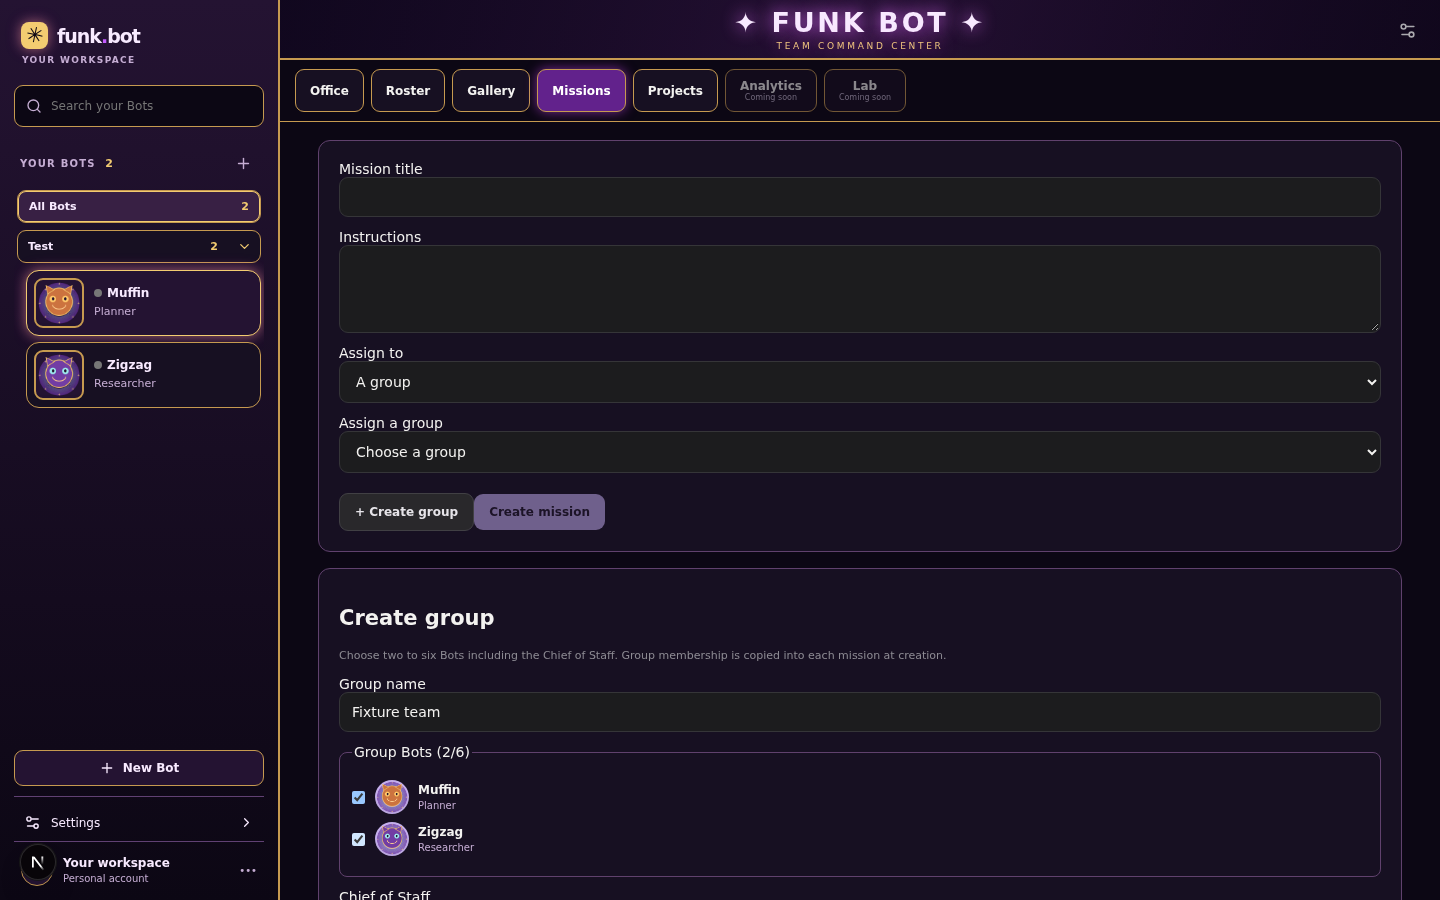 funk.bot
YOUR WORKSPACE
Search your Bots
YOUR BOTS 2
All Bots 2
Test 2
Muffin
Planner
Zigzag
Researcher
New Bot
Settings
N
Your workspace
Personal account
✦ FUNK BOT ✦
TEAM COMMAND CENTER
Office
Roster
Gallery
Missions
Projects
Analytics
Coming soon
Lab
Coming soon
Mission title
Instructions
Assign to
A group
Assign a group
Choose a group
+ Create group
Create mission
Create group
Choose two to six Bots including the Chief of Staff. Group membership is copied into each mission at creation.
Group name
Fixture team
Group Bots (2/6)
Muffin
Planner
Zigzag
Researcher
Chief of Staff